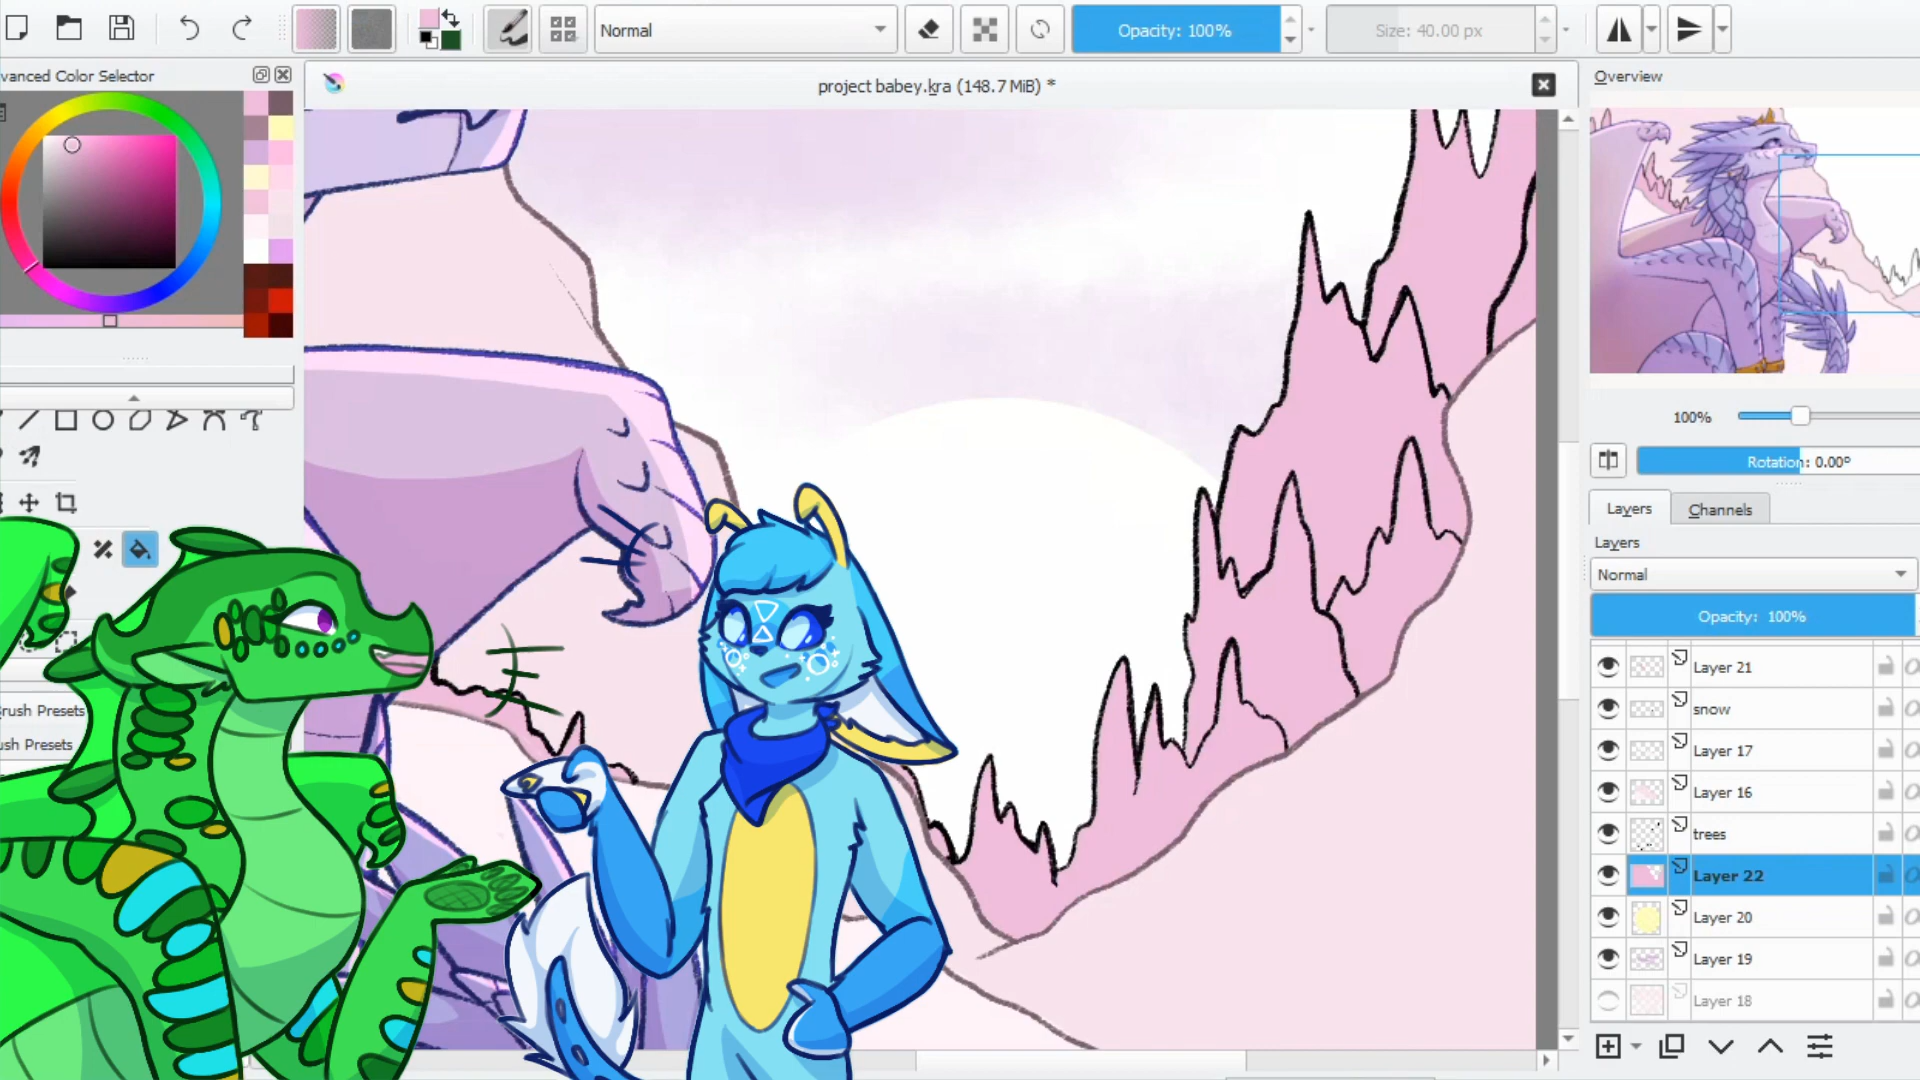 Normal
Opacity: 100%
Size: 40.00 px
vanced Color Selector
project babey.kra (148.7 MiB) *
Overview
100%
Rotation: 0.00°
Layers
Channels
Layers
Normal
Opacity: 100%
Layer 21
snow
Layer 17
Layer 16
trees
Layer 22
Layer 20
Layer 19
Layer 18
rush Presets
ush Presets